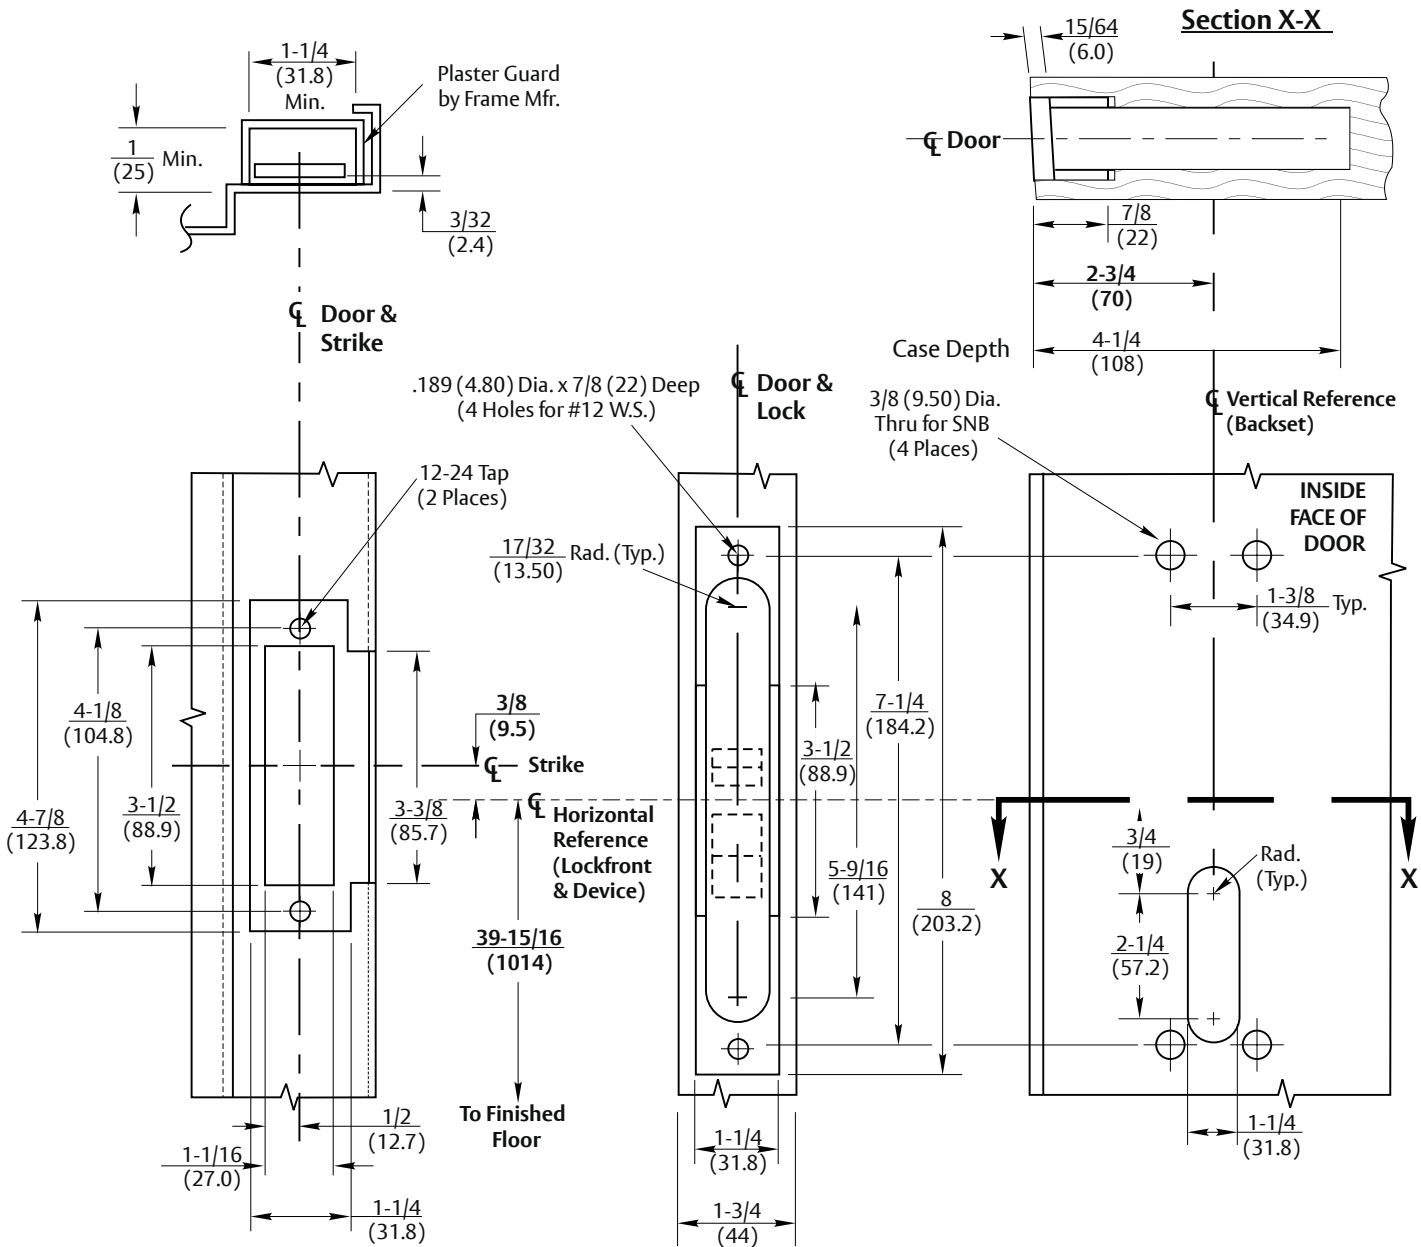 Section X-X
15/64
(6.0)
1-1/4
(31.8)
Min.
Plaster Guard
by Frame Mfr.
1
(25)
Min.
3/32
(2.4)
℄ Door
7/8
(22)
2-3/4
(70)
Case Depth
4-1/4
(108)
℄ Door &
Strike
.189 (4.80) Dia. x 7/8 (22) Deep
(4 Holes for #12 W.S.)
℄ Door &
Lock
3/8 (9.50) Dia.
Thru for SNB
(4 Places)
℄ Vertical Reference
(Backset)
12-24 Tap
(2 Places)
INSIDE
FACE OF
DOOR
17/32
(13.50)
Rad. (Typ.)
1-3/8
(34.9)
Typ.
4-1/8
(104.8)
3/8
(9.5)
7-1/4
(184.2)
℄ Strike
3-1/2
(88.9)
3-1/2
(88.9)
4-7/8
(123.8)
3-3/8
(85.7)
℄ Horizontal
Reference
(Lockfront
& Device)
3/4
(19)
Rad.
(Typ.)
X
X
5-9/16
(141)
8
(203.2)
39-15/16
(1014)
2-1/4
(57.2)
To Finished
Floor
1/2
(12.7)
1-1/16
(27.0)
1-1/4
(31.8)
1-1/4
(31.8)
1-3/4
(44)
1-1/4
(31.8)